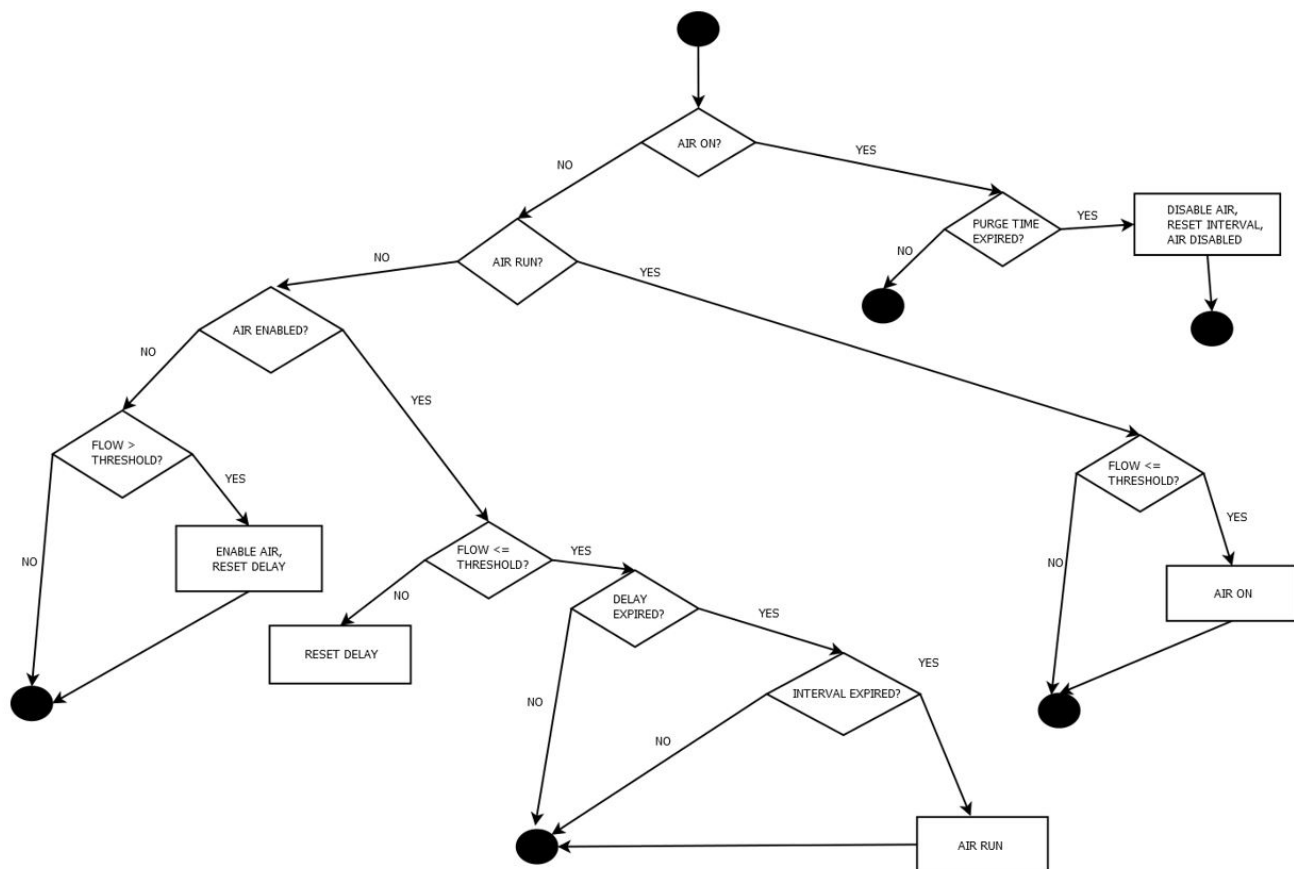 AIR ON?
NO
YES
AIR RUN?
NO
YES
PURGE TIME
EXPIRED?
NO
YES
DISABLE AIR,
RESET INTERVAL,
AIR DISABLED
AIR ENABLED?
NO
YES
FLOW >
THRESHOLD?
NO
YES
ENABLE AIR,
RESET DELAY
FLOW <=
THRESHOLD?
NO
YES
RESET DELAY
DELAY
EXPIRED?
NO
YES
INTERVAL EXPIRED?
NO
YES
AIR RUN
FLOW <=
THRESHOLD?
NO
YES
AIR ON